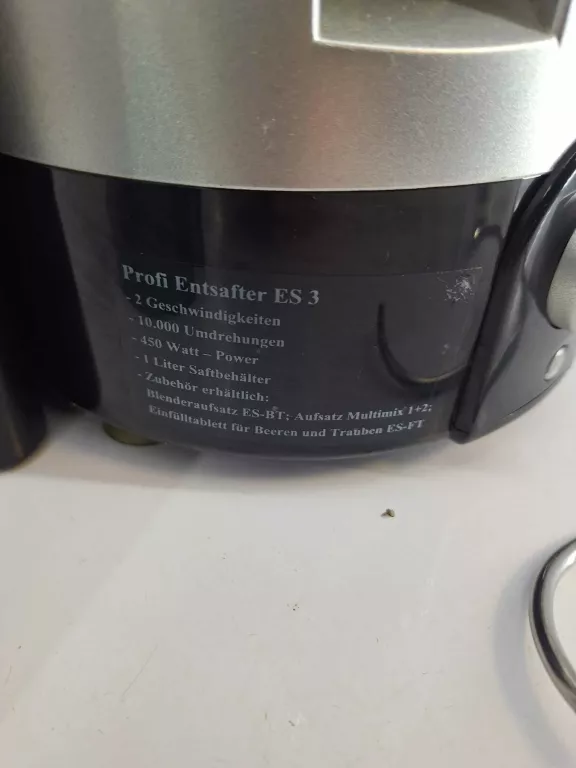 Profi Entsafter ES 3
- 2 Geschwindigkeiten
- 10.000 Umdrehungen
- 450 Watt – Power
- 1 Liter Saftbehälter
- Zubehör erhältlich:
Blenderaufsatz ES-BT; Aufsatz Multimix 1+2;
Einfülltablett für Beeren und Trauben ES-FT